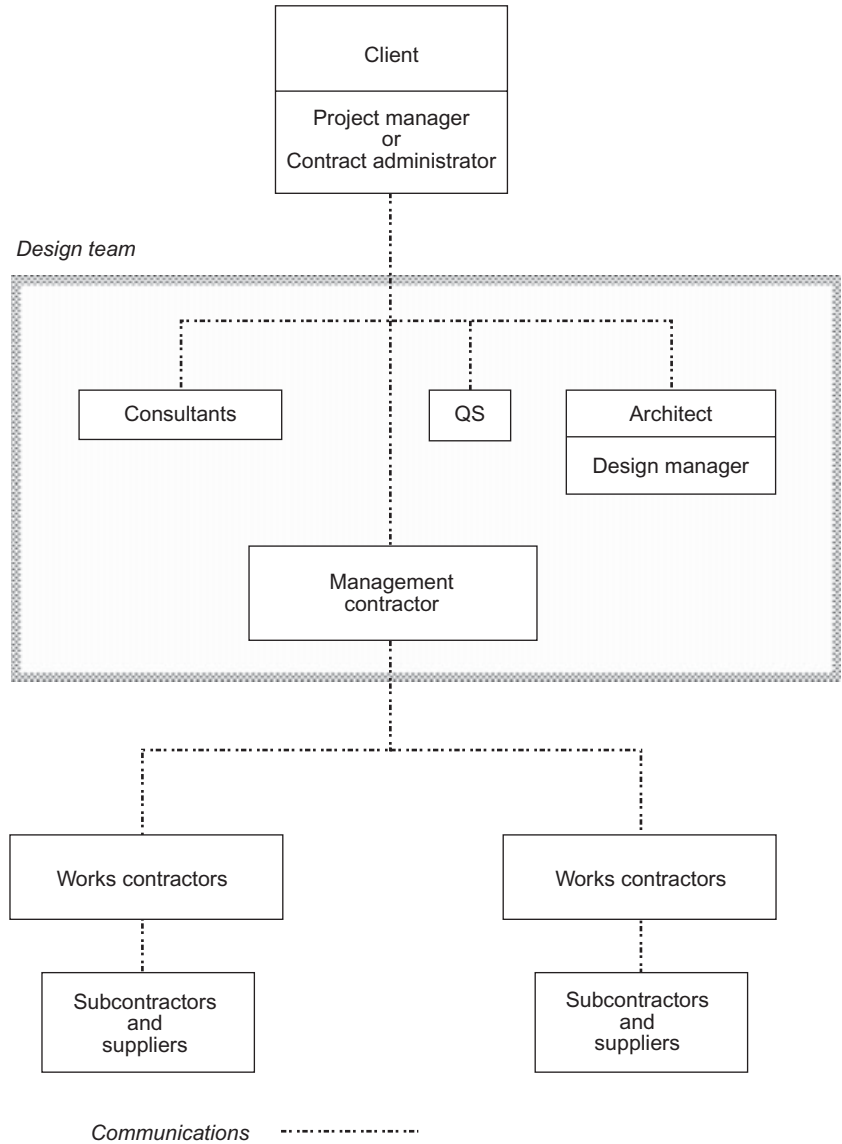 Client
Project manager
or
Contract administrator
Design team
Consultants
QS
Architect
Design manager
Management
contractor
Works contractors
Works contractors
Subcontractors
and
suppliers
Subcontractors
and
suppliers
Communications